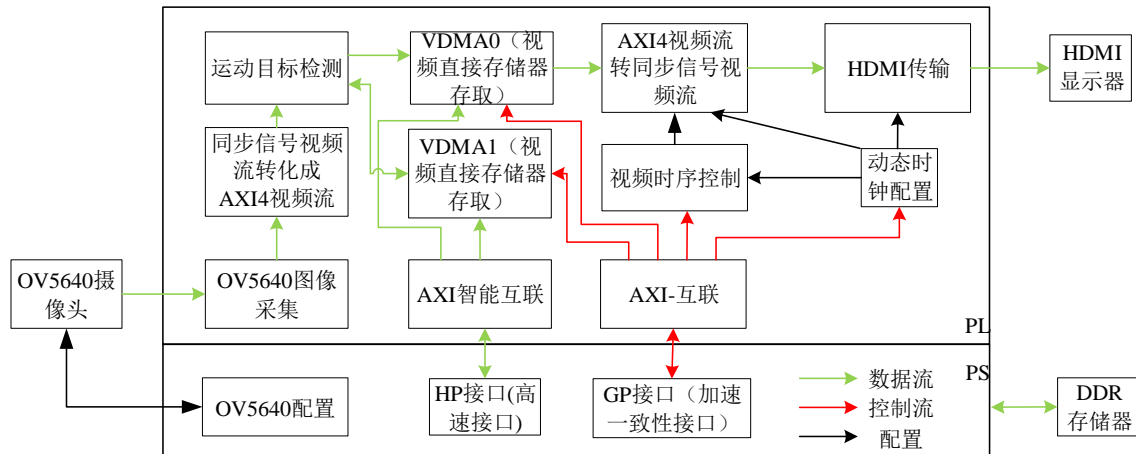 运动目标检测
VDMA0（视
频直接存储器
存取）
AXI4视频流
转同步信号视
频流
HDMI传输
HDMI
显示器
同步信号视频
流转化成
AXI4视频流
VDMA1（视
频直接存储器
存取）
视频时序控制
动态时
钟配置
OV5640摄
像头
OV5640图像
采集
AXI智能互联
AXI-互联
PL
PS
OV5640配置
HP接口(高
速接口)
GP接口（加速
一致性接口）
数据流
控制流
配置
DDR
存储器